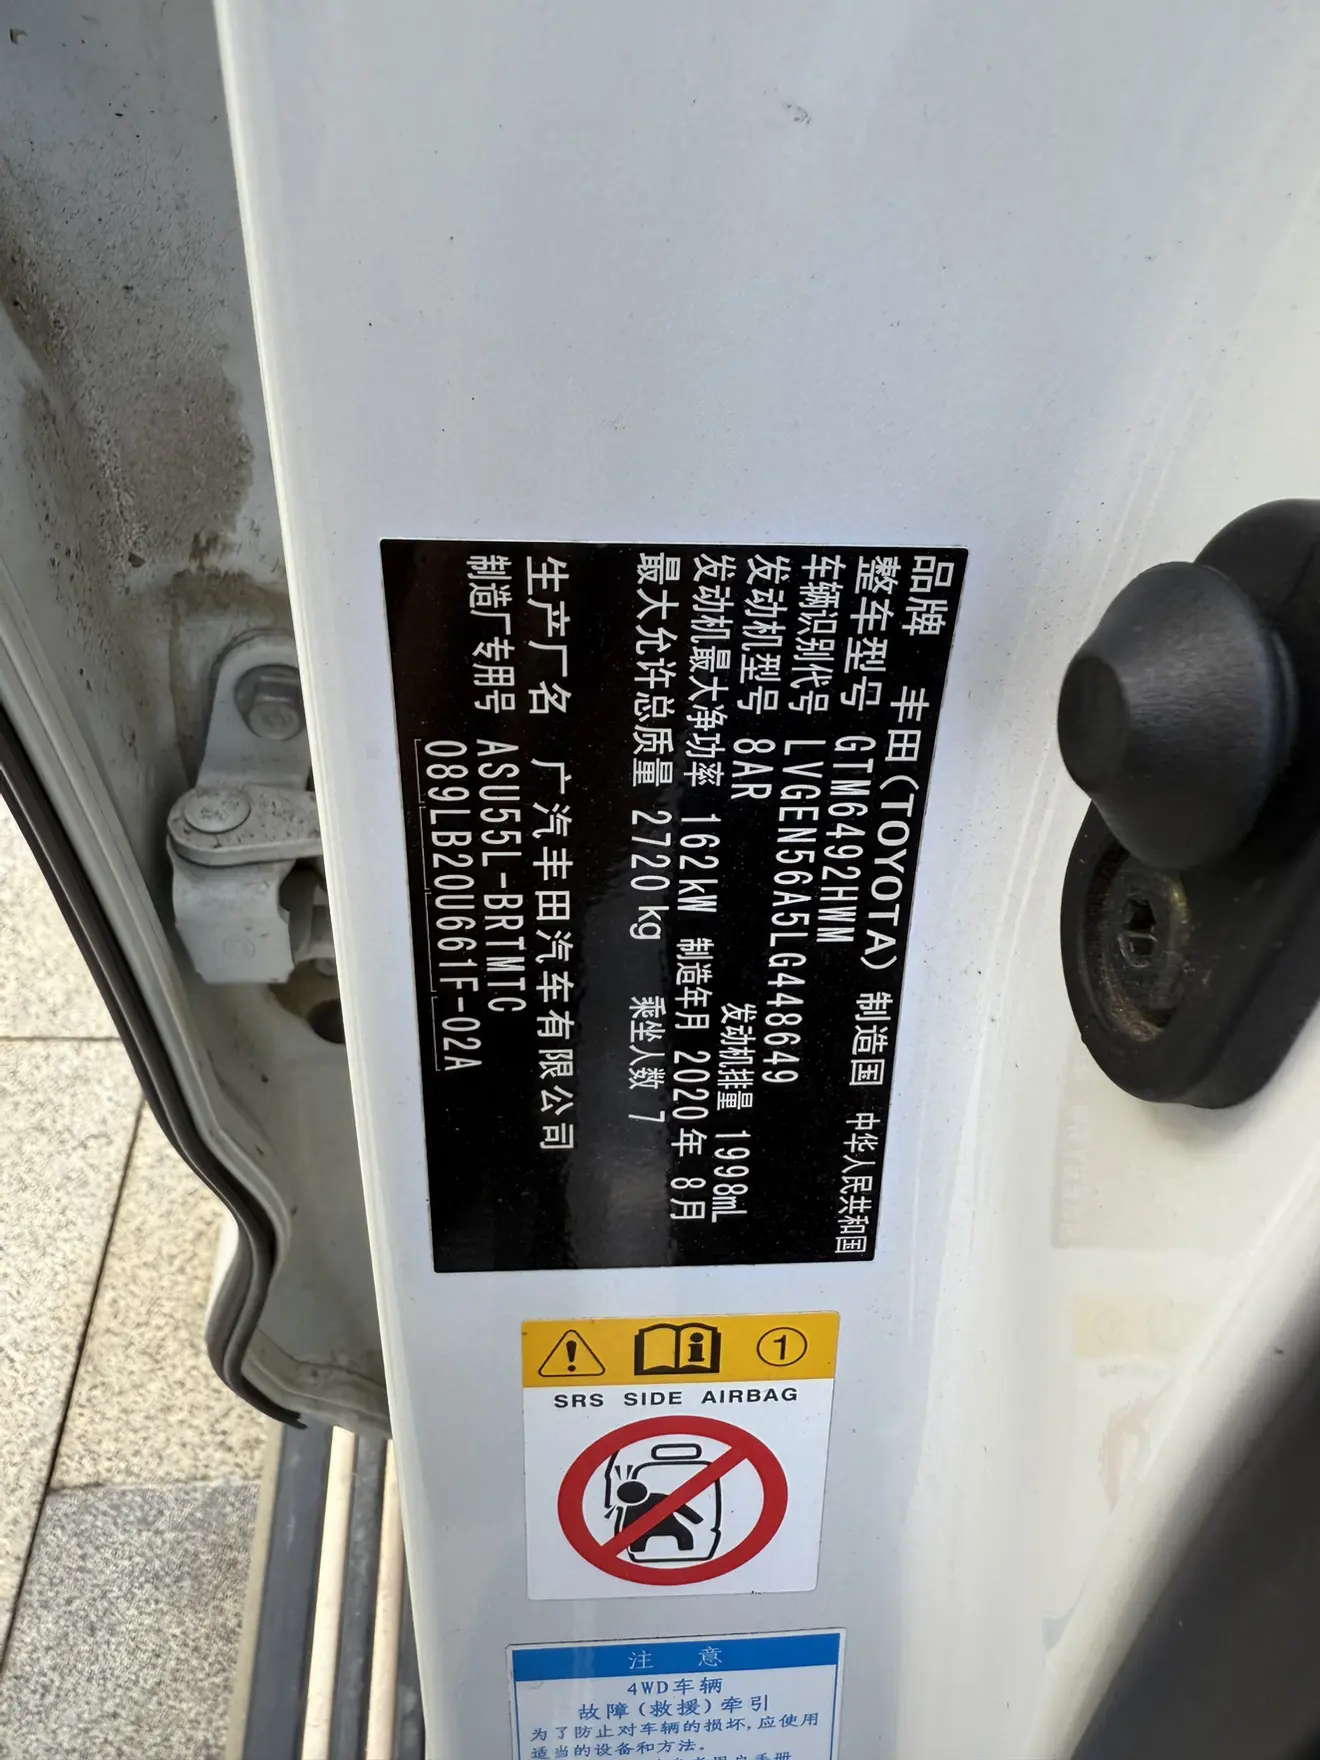 品牌 丰田(TOYOTA) 制造国 中华人民共和国
整车型号 GTM6492HWM
车辆识别代号 LVGEN56A5LG448649
发动机型号 8AR 发动机排量 1998mL
发动机最大净功率 162kW 制造年月 2020年8月
最大允许总质量 2720kg 乘坐人数 7
生产厂名 广汽丰田汽车有限公司
制造厂专用号 ASU55L-BRTMTC
089LB20U661F-02A
1
SRS SIDE AIRBAG
注 意
4WD车辆
故障(救援)牵引
为了防止对车辆的损坏,应使用
适当的设备和方法。
用户手册